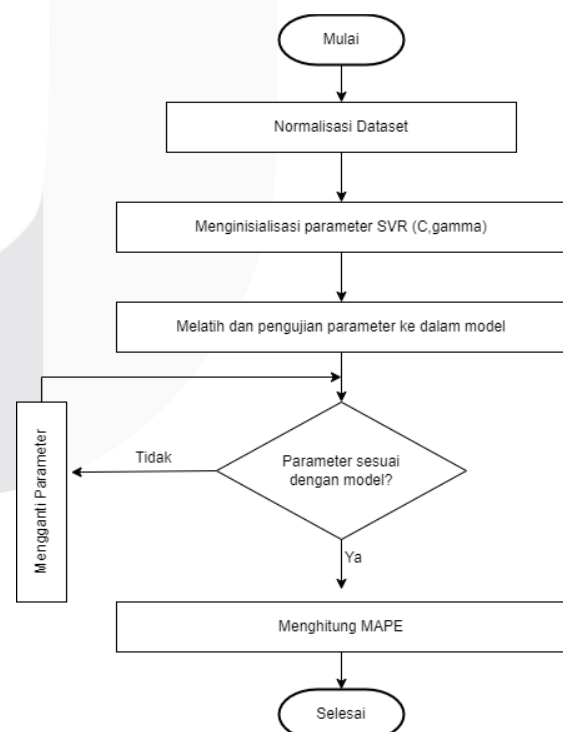 Mulai
Normalisasi Dataset
Menginisialisasi parameter SVR (C,gamma)
Melatih dan pengujian parameter ke dalam model
Mengganti Parameter
Tidak
Parameter sesuai
dengan model?
Ya
Menghitung MAPE
Selesai